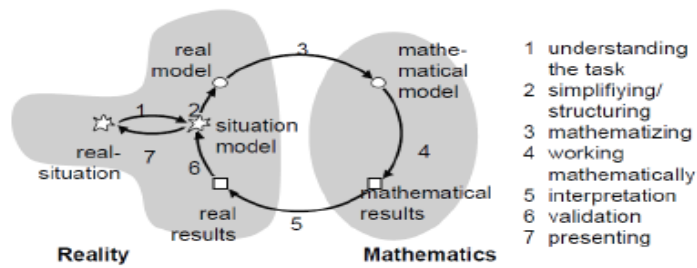 real
model
3
mathe-
matical
model
1
2
situation
model
real-
situation
7
6
4
real
results
5
mathematical
results
Reality
Mathematics
1 understanding
the task
2 simplifiying/
structuring
3 mathematizing
4 working
mathematically
5 interpretation
6 validation
7 presenting